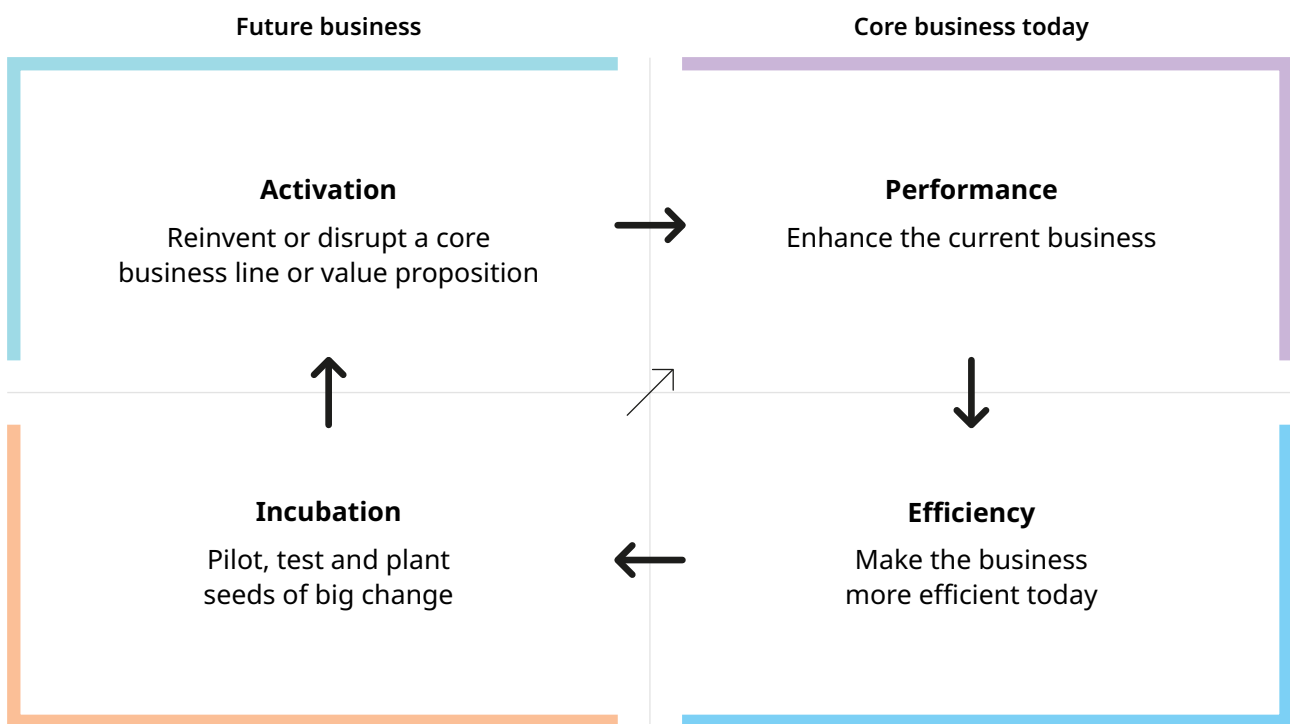 Future business
Core business today
Activation
Reinvent or disrupt a core
business line or value proposition
Performance
Enhance the current business
Incubation
Pilot, test and plant
seeds of big change
Efficiency
Make the business
more efficient today